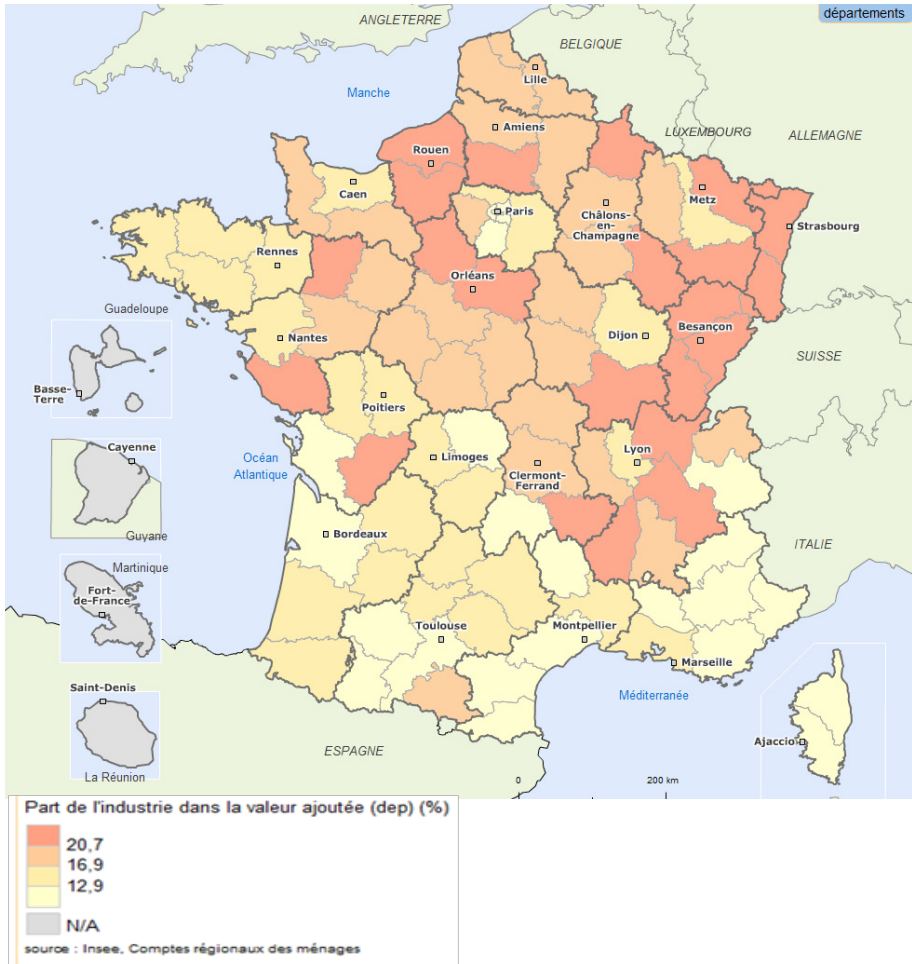 départements
ANGLETERRE
BELGIQUE
Lille
Manche
Amiens
LUXEMBOURG
ALLEMAGNE
Rouen
Caen
Paris
Metz
Châlons-
en-
Champagne
Strasbourg
Rennes
Orléans
Guadeloupe
Nantes
Dijon
Besançon
SUISSE
Basse-
Terre
Poitiers
Cayenne
Océan
Atlantique
Limoges
Lyon
Clermont-
Ferrand
Guyane
Bordeaux
ITALIE
Martinique
Fort-
de-France
Toulouse
Montpellier
Marseille
Saint-Denis
Méditerranée
Ajaccio
ESPAGNE
La Réunion
0
200 km
Part de l'industrie dans la valeur ajoutée (dep) (%)
20,7
16,9
12,9
N/A
source : Insee, Comptes régionaux des ménages